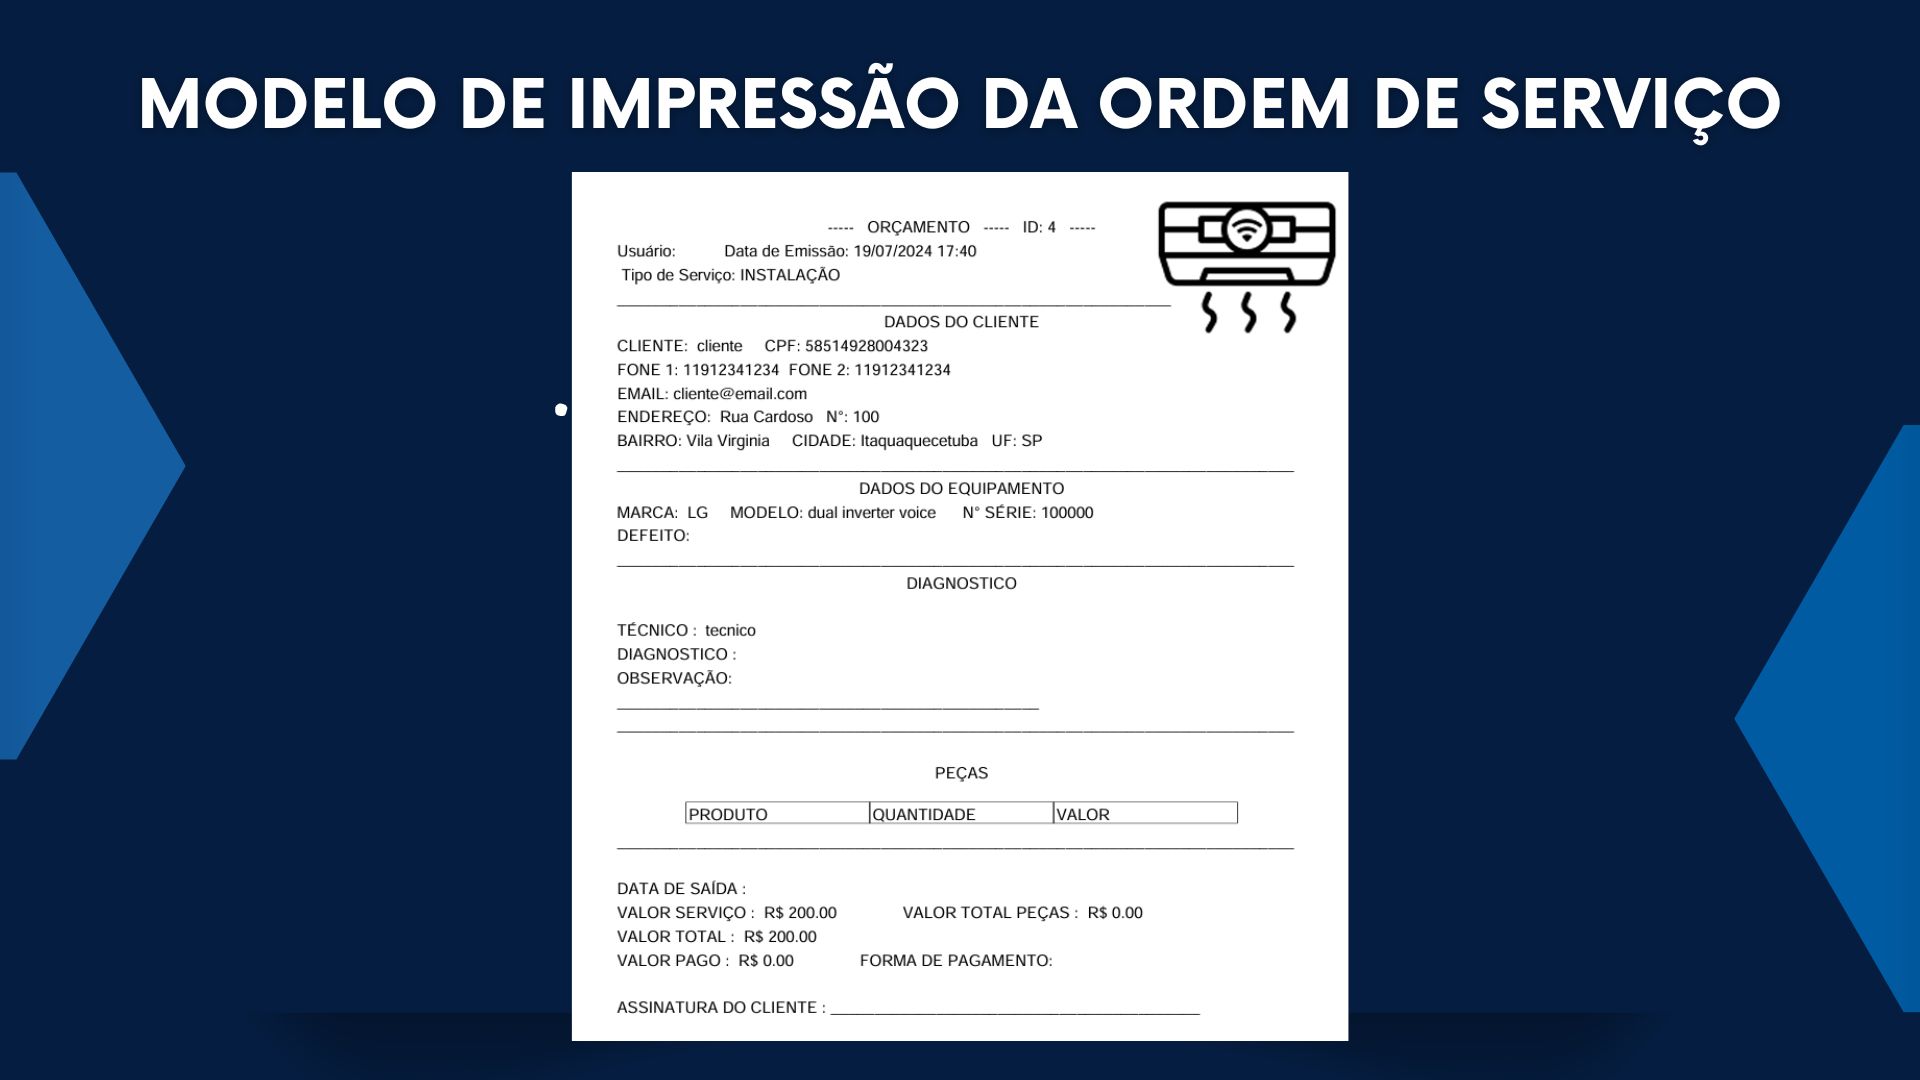 MODELO DE IMPRESSÃO DA ORDEM DE SERVIÇO
----- ORÇAMENTO ----- ID: 4 -----
Usuário: Data de Emissão: 19/07/2024 17:40
Tipo de Serviço: INSTALAÇÃO
DADOS DO CLIENTE
CLIENTE: cliente CPF: 58514928004323
FONE 1: 11912341234 FONE 2: 11912341234
EMAIL: cliente@email.com
ENDEREÇO: Rua Cardoso N°: 100
BAIRRO: Vila Virginia CIDADE: Itaquaquecetuba UF: SP
DADOS DO EQUIPAMENTO
MARCA: LG MODELO: dual inverter voice N° SÉRIE: 100000
DEFEITO:
DIAGNOSTICO
TÉCNICO : tecnico
DIAGNOSTICO :
OBSERVAÇÃO:
PEÇAS
PRODUTO QUANTIDADE VALOR
DATA DE SAÍDA :
VALOR SERVIÇO : R$ 200.00 VALOR TOTAL PEÇAS : R$ 0.00
VALOR TOTAL : R$ 200.00
VALOR PAGO : R$ 0.00 FORMA DE PAGAMENTO:
ASSINATURA DO CLIENTE : ____________________